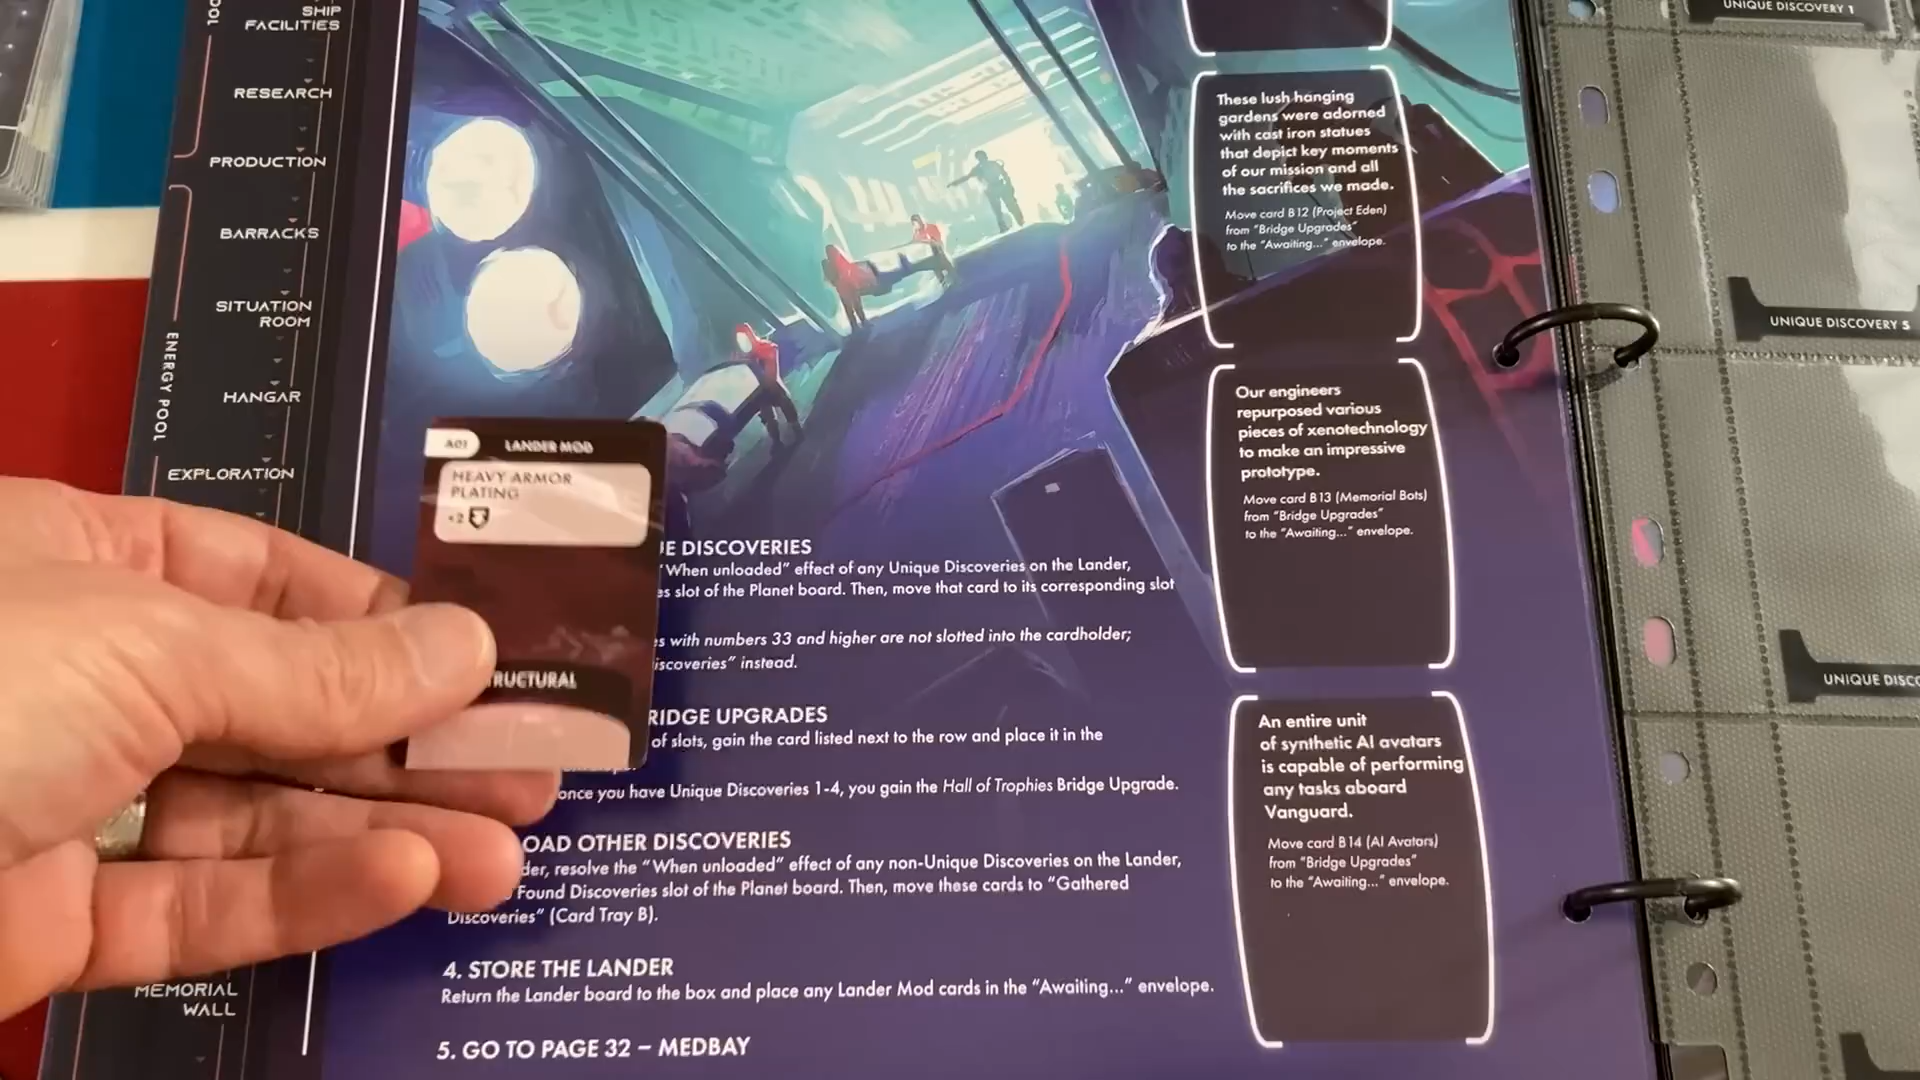 100
SHIP
FACILITIES
RESEARCH
PRODUCTION
BARRACKS
SITUATION
ROOM
ENERGY POOL
HANGAR
EXPLORATION
MEMORIAL
WALL
A01
LANDER MOD
HEAVY ARMOR
PLATING
+2
E DISCOVERIES
"When unloaded" effect of any Unique Discoveries on the Lander,
slot of the Planet board. Then, move that card to its corresponding slot
with numbers 33 and higher are not slotted into the cardholder;
iscoveries" instead.
RIDGE UPGRADES
of slots, gain the card listed next to the row and place it in the
once you have Unique Discoveries 1-4, you gain the Hall of Trophies Bridge Upgrade.
OAD OTHER DISCOVERIES
der, resolve the "When unloaded" effect of any non-Unique Discoveries on the Lander,
Found Discoveries slot of the Planet board. Then, move these cards to "Gathered
Discoveries" (Card Tray B).
4. STORE THE LANDER
Return the Lander board to the box and place any Lander Mod cards in the "Awaiting..." envelope.
5. GO TO PAGE 32 – MEDBAY
RUCTURAL
These lush hanging
gardens were adorned
with cast iron statues
that depict key moments
of our mission and all
the sacrifices we made.
Move card B12 (Project Eden)
from "Bridge Upgrades"
to the "Awaiting..." envelope.
Our engineers
repurposed various
pieces of xenotechnology
to make an impressive
prototype.
Move card B13 (Memorial Bots)
from "Bridge Upgrades"
to the "Awaiting..." envelope.
An entire unit
of synthetic AI avatars
is capable of performing
any tasks aboard
Vanguard.
Move card B14 (AI Avatars)
from "Bridge Upgrades"
to the "Awaiting..." envelope.
UNIQUE DISCOVERY 1
UNIQUE DISCOVERY 5
UNIQUE DISCO